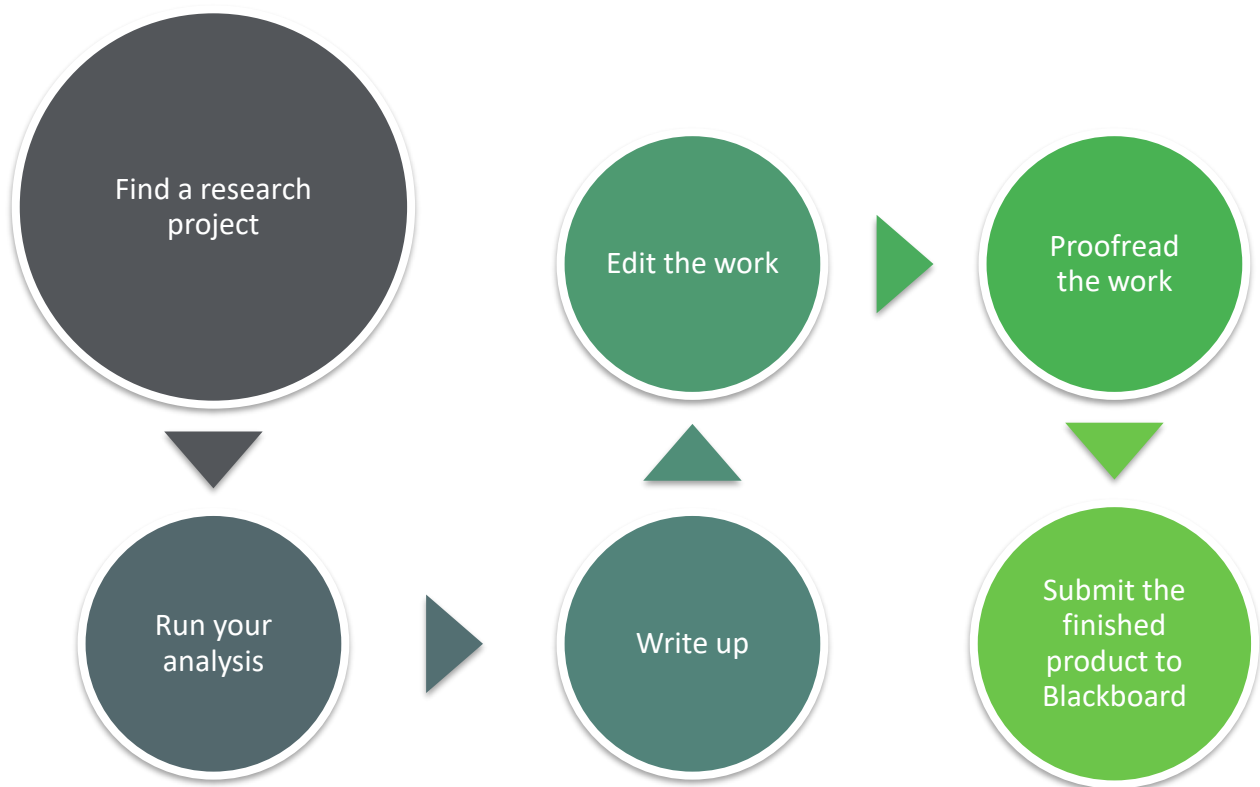 Find a research
project
Run your
analysis
Write up
Edit the work
Proofread
the work
Submit the
finished
product to
Blackboard